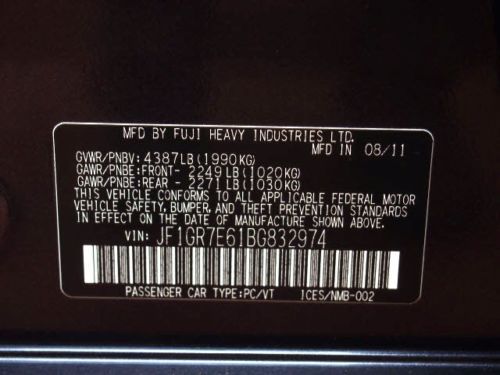 MFD BY FUJI HEAVY INDUSTRIES LTD.
MFD IN 08/11
GVWR/PNBV: 4387LB(1990KG)
GAWR/PNBE: FRONT- 2249LB(1020KG)
GAWR/PNBE: REAR - 2271LB(1030KG)
THIS VEHICLE CONFORMS TO ALL APPLICABLE FEDERAL MOTOR
VEHICLE SAFETY, BUMPER, AND THEFT PREVENTION STANDARDS
IN EFFECT ON THE DATE OF MANUFACTURE SHOWN ABOVE.
VIN: JF1GR7E61BG832974
PASSENGER CAR TYPE:PC/VT ICES/NMB-002